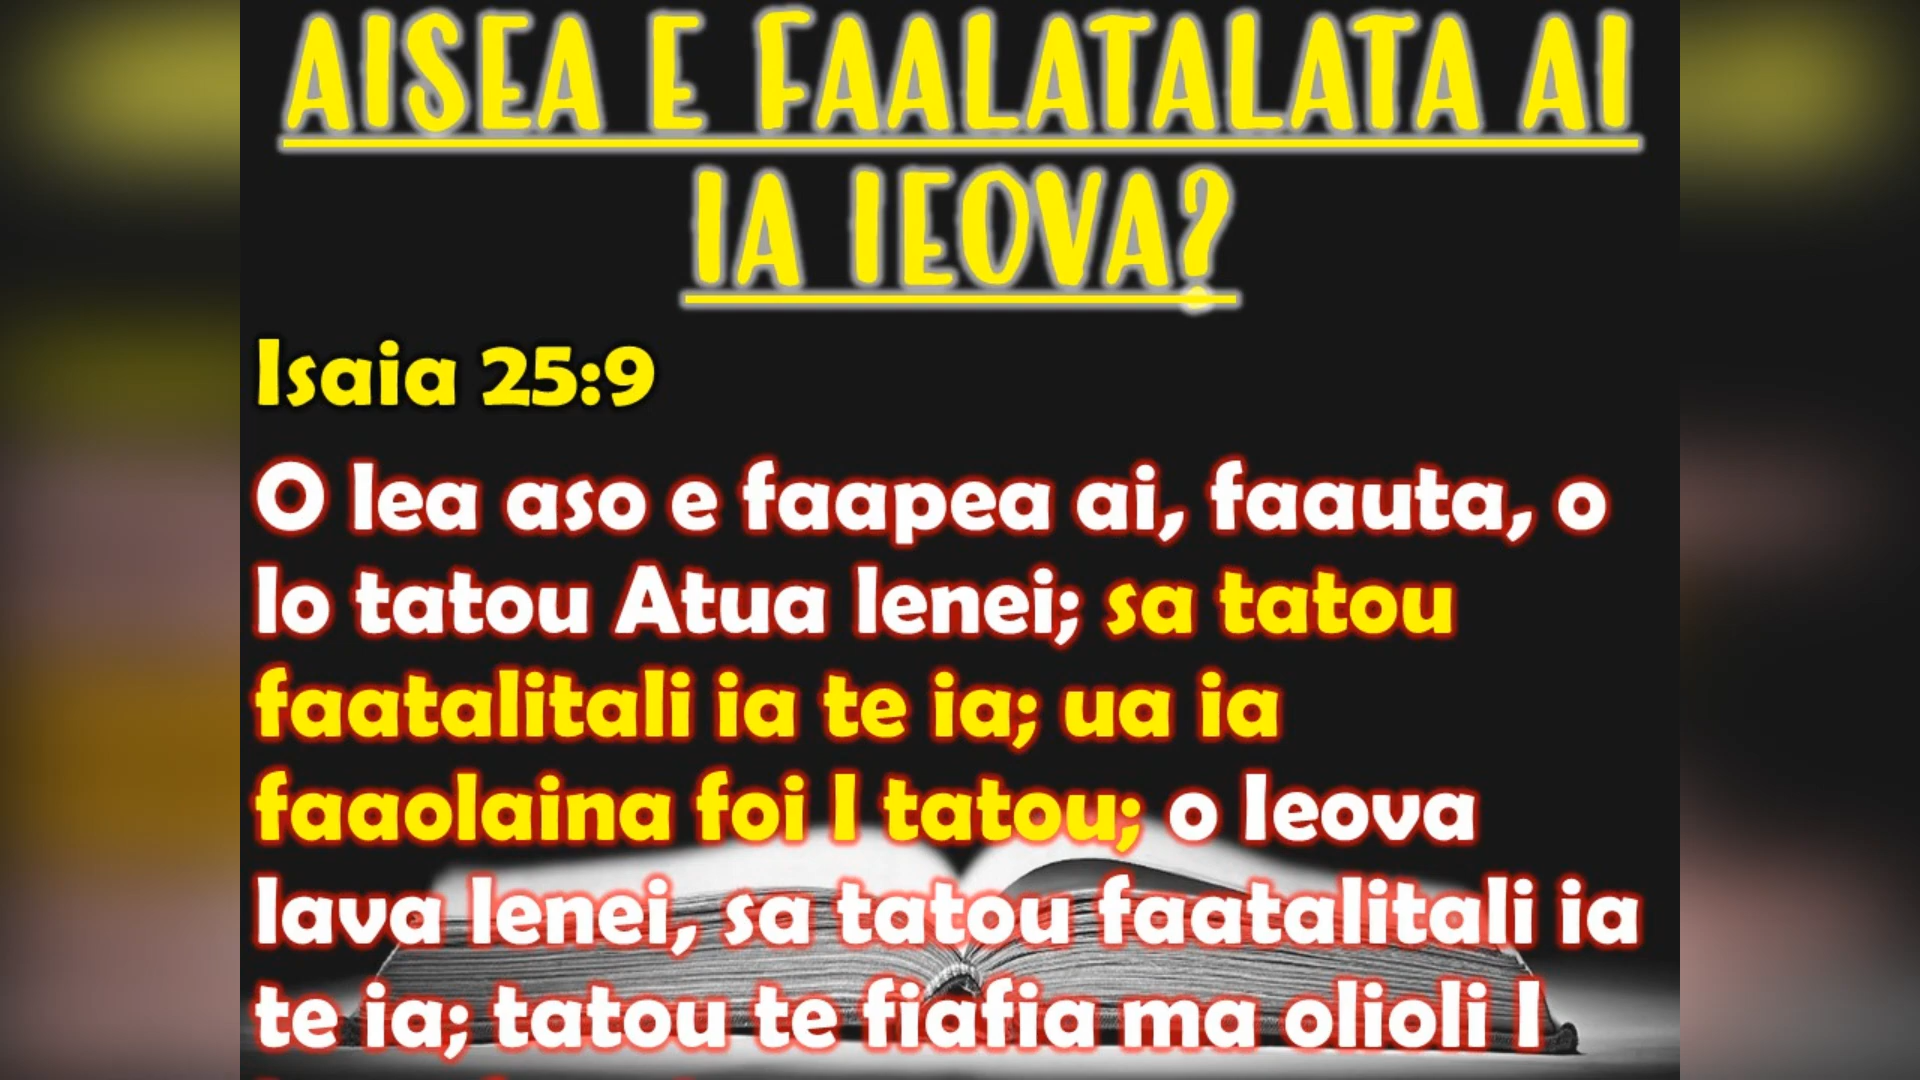 AISEA E FAALATALATA AI
IA IEOVA?
Isaia 25:9
O lea aso e faapea ai, faauta, o
lo tatou Atua lenei; sa tatou
faatalitali ia te ia; ua ia
faaolaina foi I tatou; o Ieova
lava lenei, sa tatou faatalitali ia
te ia; tatou te fiafia ma olioli I